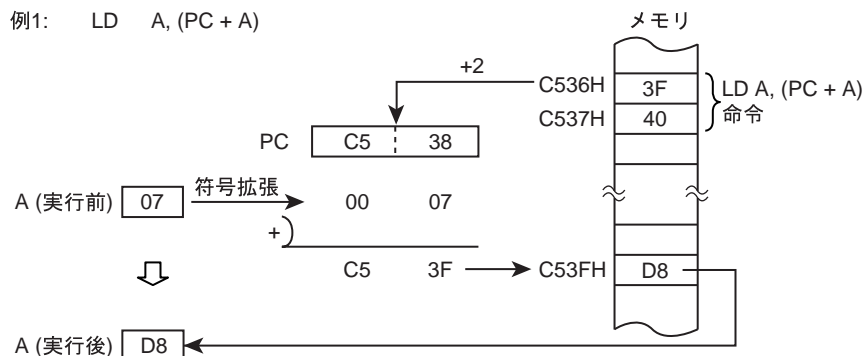 例1: LD A, (PC + A)
メモリ
+2
C536H 3F
C537H 40
LD A, (PC + A)
命令
PC C5 38
A (実行前) 07 符号拡張 00 07
+
C5 3F C53FH D8
A (実行後) D8